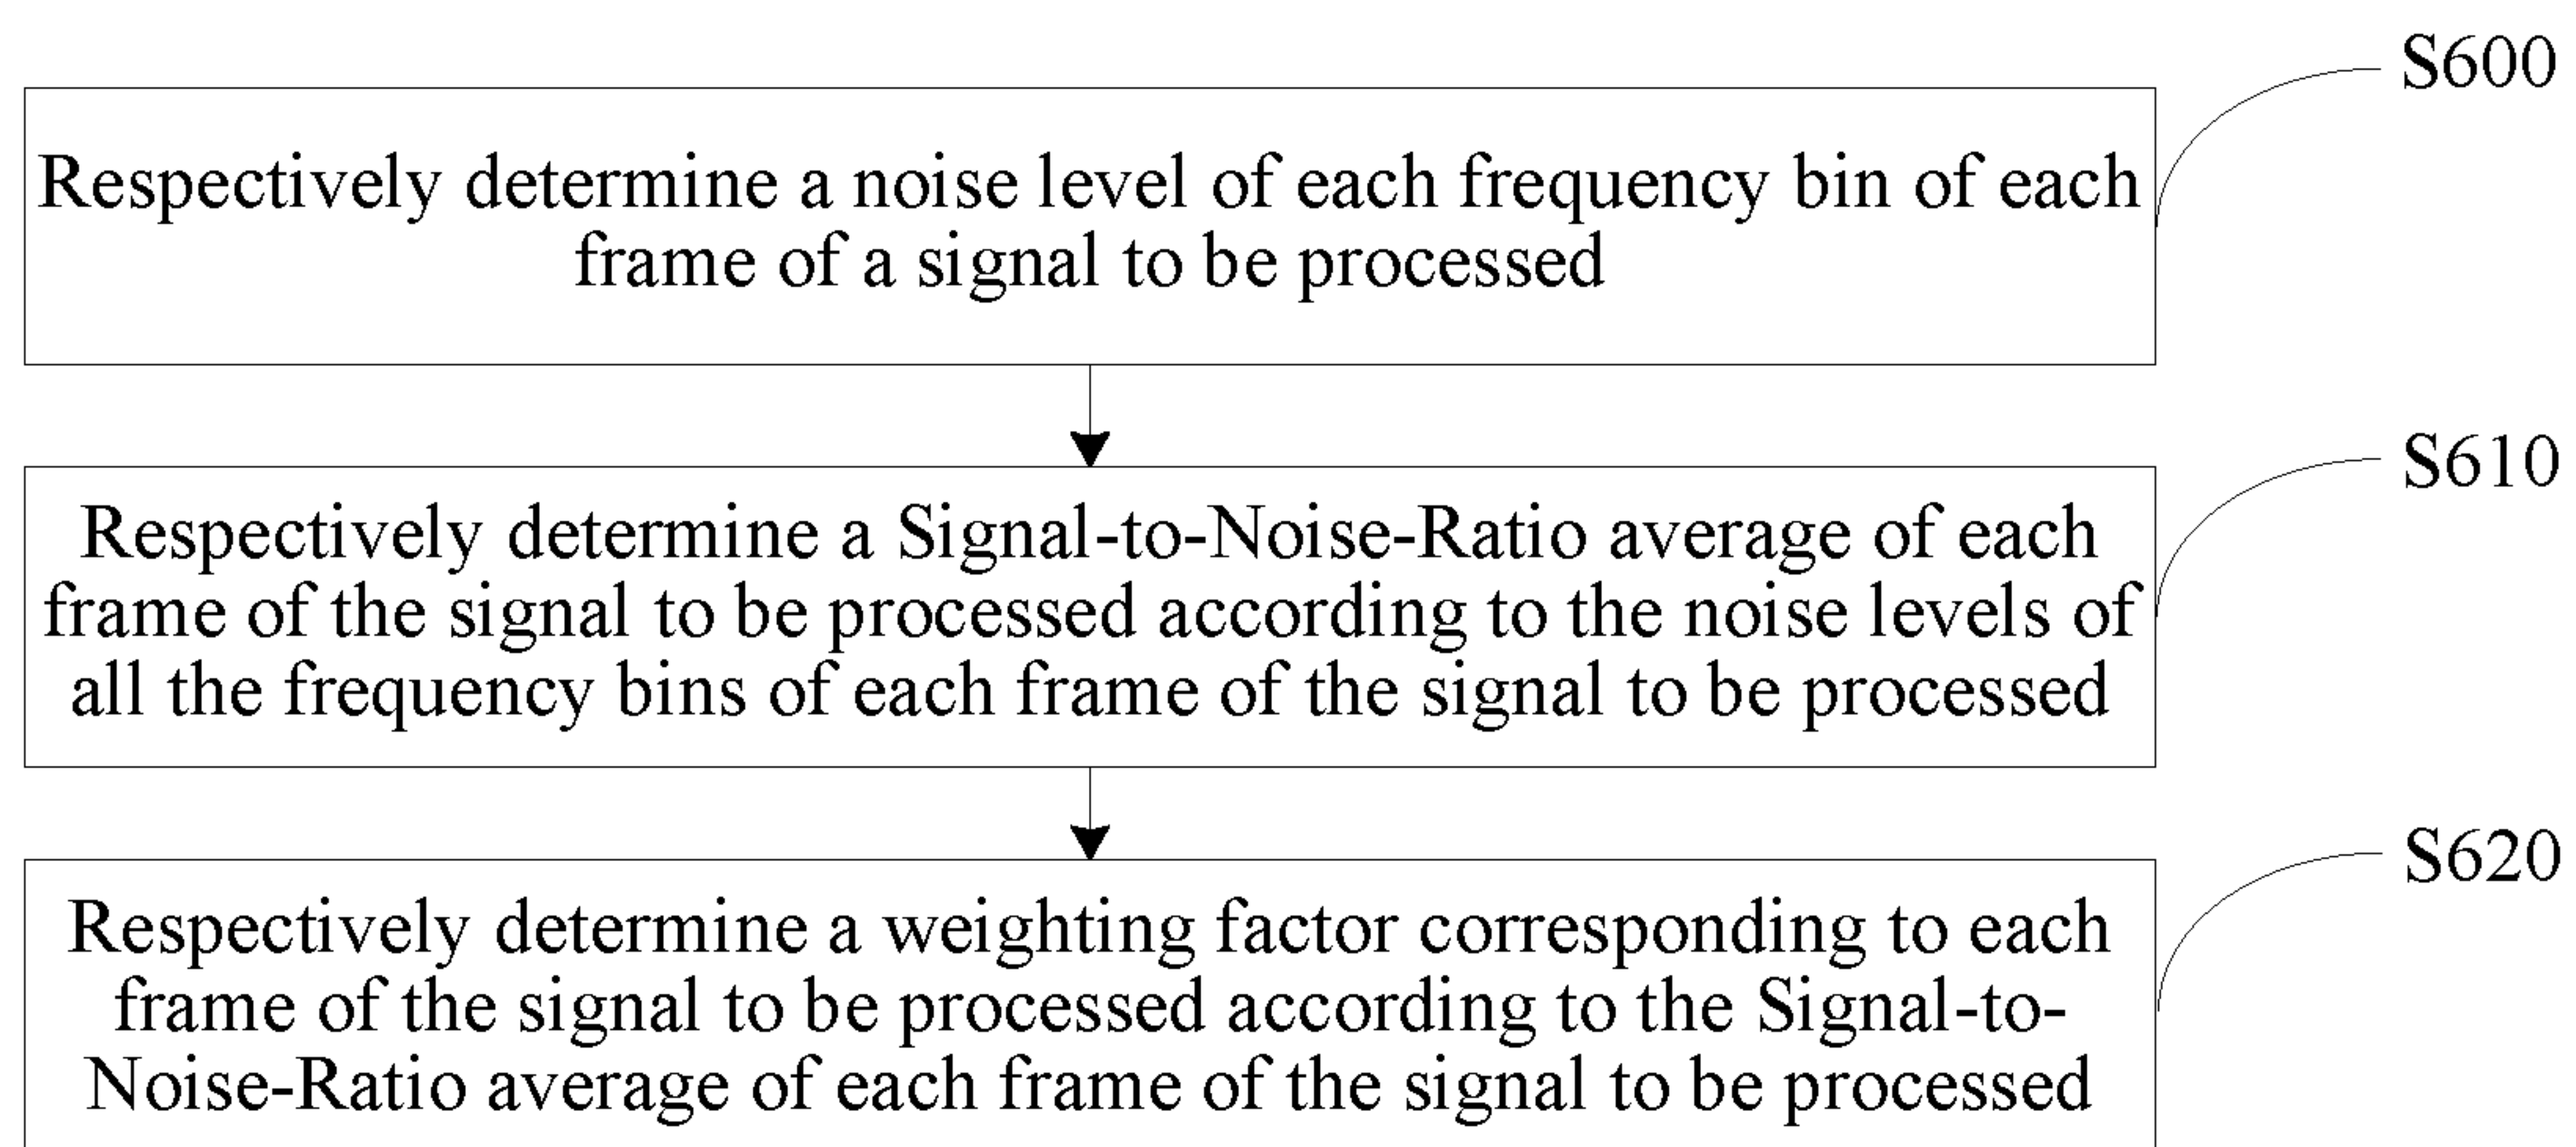 S600
Respectively determine a noise level of each frequency bin of each
frame of a signal to be processed
S610
Respectively determine a Signal-to-Noise-Ratio average of each
frame of the signal to be processed according to the noise levels of
all the frequency bins of each frame of the signal to be processed
S620
Respectively determine a weighting factor corresponding to each
frame of the signal to be processed according to the Signal-to-
Noise-Ratio average of each frame of the signal to be processed